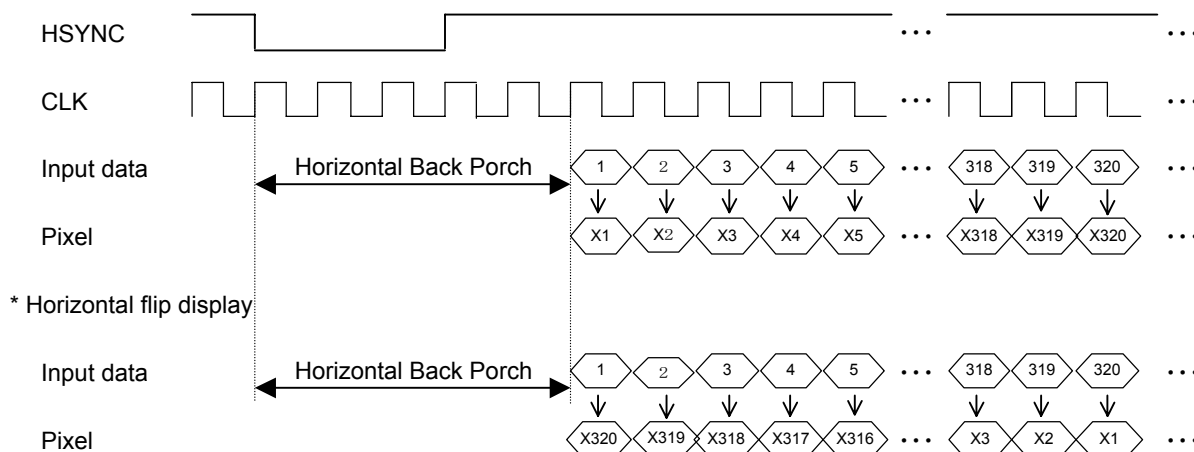 HSYNC ... ...
CLK ... ...
Input data Horizontal Back Porch 1 2 3 4 5 ... 318 319 320 ...
Pixel X1 X2 X3 X4 X5 ... X318 X319 X320 ...
* Horizontal flip display
Input data Horizontal Back Porch 1 2 3 4 5 ... 318 319 320 ...
Pixel X320 X319 X318 X317 X316 ... X3 X2 X1 ...